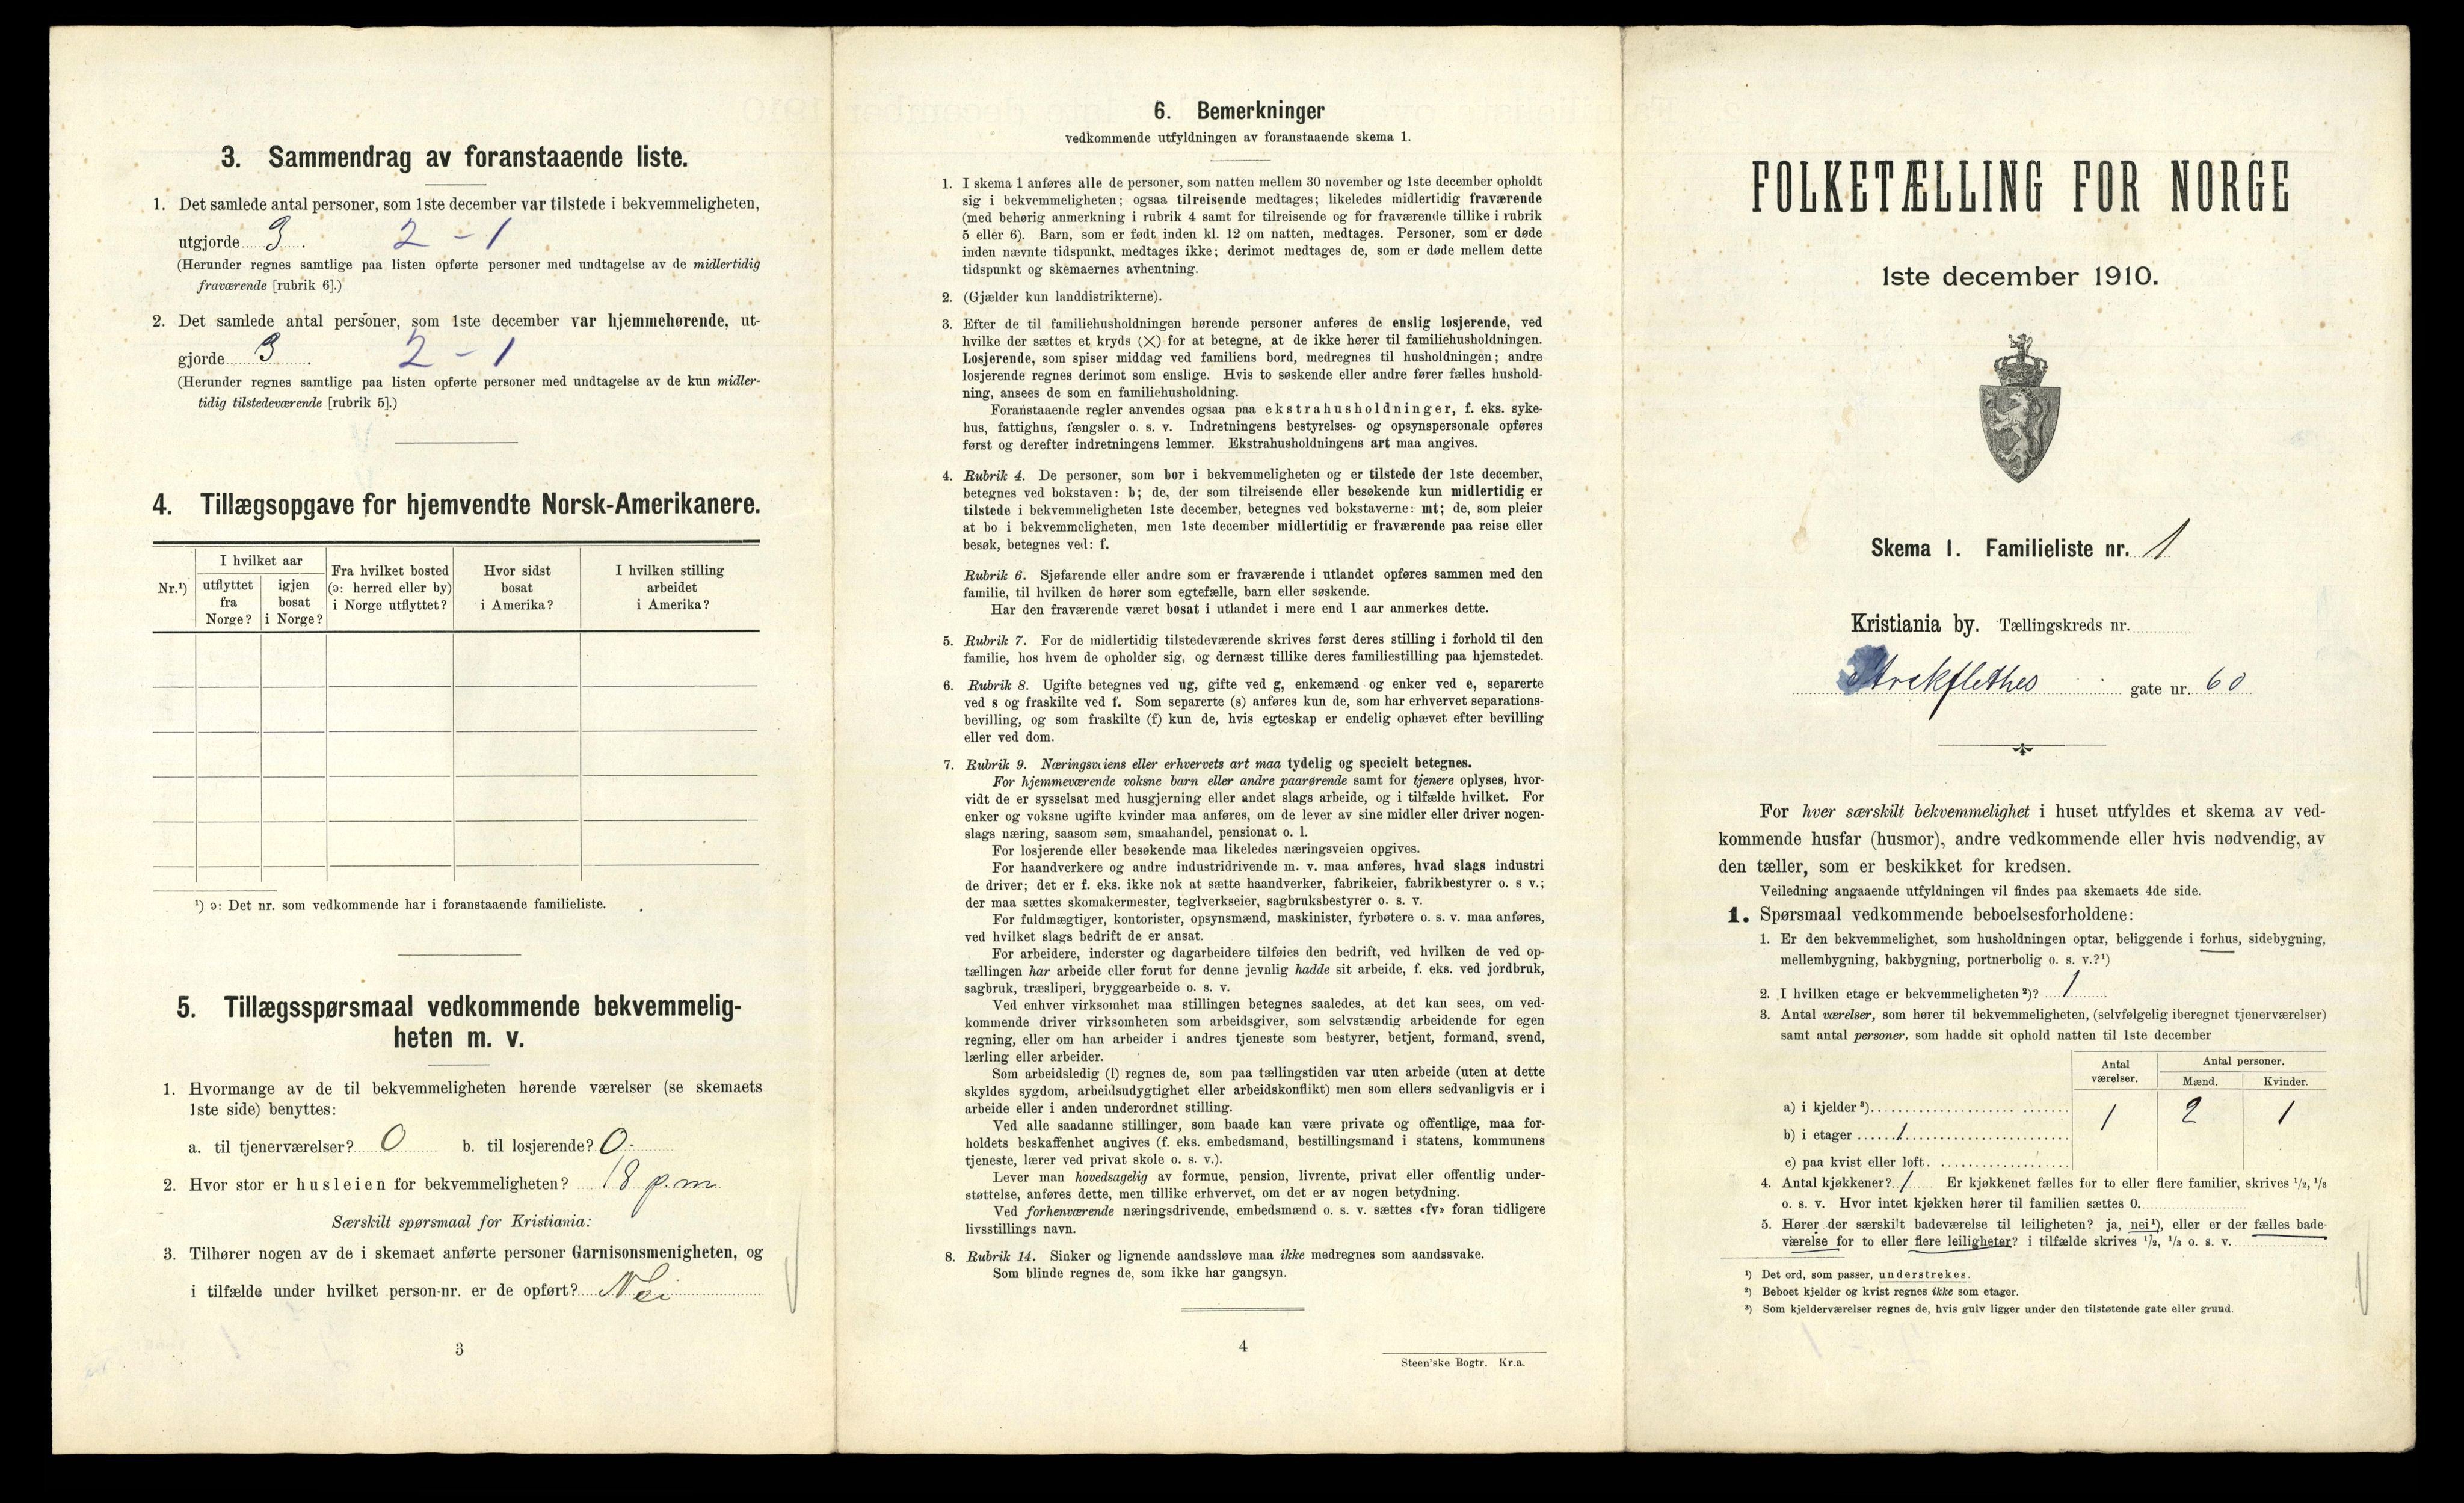 3. Sammendrag av foranstaaende liste.
1. Det samlede antal personer, som 1ste december var tilstede i bekvemmeligheten,
utgjorde 3. 2 - 1
(Herunder regnes samtlige paa listen opførte personer med undtagelse av de midlertidig
fraværende [rubrik 6].)
2. Det samlede antal personer, som 1ste december var hjemmehørende, ut-
gjorde 3. 2 - 1
(Herunder regnes samtlige paa listen opførte personer med undtagelse av de kun midler-
tidig tilstedeværende [rubrik 5].)
4. Tillægsopgave for hjemvendte Norsk-Amerikanere.
Nr.¹)
I hvilket aar
utflyttet
fra
Norge?
igjen
bosat
i Norge?
Fra hvilket bosted
(ɔ: herred eller by)
i Norge utflyttet?
Hvor sidst
bosat
i Amerika?
I hvilken stilling
arbeidet
i Amerika?
¹) ɔ: Det nr. som vedkommende har i foranstaaende familieliste.
5. Tillægsspørsmaal vedkommende bekvemmelig-
heten m. v.
1. Hvormange av de til bekvemmeligheten hørende værelser (se skemaets
1ste side) benyttes:
a. til tjenerværelser? 0 b. til losjerende? 0
2. Hvor stor er husleien for bekvemmeligheten? 18 p.m.
Særskilt spørsmaal for Kristiania:
3. Tilhører nogen av de i skemaet anførte personer Garnisonsmenigheten, og
i tilfælde under hvilket person-nr. er de opført? Nei
3
6. Bemerkninger
vedkommende utfyldningen av foranstaaende skema 1.
1. I skema 1 anføres alle de personer, som natten mellem 30 november og 1ste december opholdt
sig i bekvemmeligheten; ogsaa tilreisende medtages; likeledes midlertidig fraværende
(med behørig anmerkning i rubrik 4 samt for tilreisende og for fraværende tillike i rubrik
5 eller 6). Barn, som er født inden kl. 12 om natten, medtages. Personer, som er døde
inden nævnte tidspunkt, medtages ikke; derimot medtages de, som er døde mellem dette
tidspunkt og skemaernes avhentning.
2. (Gjælder kun landdistrikterne).
3. Efter de til familiehusholdningen hørende personer anføres de enslig losjerende, ved
hvilke der sættes et kryds (×) for at betegne, at de ikke hører til familiehusholdningen.
Losjerende, som spiser middag ved familiens bord, medregnes til husholdningen; andre
losjerende regnes derimot som enslige. Hvis to søskende eller andre fører fælles hushold-
ning, ansees de som en familiehusholdning.
Foranstaaende regler anvendes ogsaa paa ekstrahusholdninger, f. eks. syke-
hus, fattighus, fængsler o. s. v. Indretningens bestyrelses- og opsynspersonale opføres
først og derefter indretningens lemmer. Ekstrahusholdningens art maa angives.
4. Rubrik 4. De personer, som bor i bekvemmeligheten og er tilstede der 1ste december,
betegnes ved bokstaven: b; de, der som tilreisende eller besøkende kun midlertidig er
tilstede i bekvemmeligheten 1ste december, betegnes ved bokstaverne: mt; de, som pleier
at bo i bekvemmeligheten, men 1ste december midlertidig er fraværende paa reise eller
besøk, betegnes ved: f.
Rubrik 6. Sjøfarende eller andre som er fraværende i utlandet opføres sammen med den
familie, til hvilken de hører som egtefælle, barn eller søskende.
Har den fraværende været bosat i utlandet i mere end 1 aar anmerkes dette.
5. Rubrik 7. For de midlertidig tilstedeværende skrives først deres stilling i forhold til den
familie, hos hvem de opholder sig, og dernæst tillike deres familiestilling paa hjemstedet.
6. Rubrik 8. Ugifte betegnes ved ug, gifte ved g, enkemænd og enker ved e, separerte
ved s og fraskilte ved f. Som separerte (s) anføres kun de, som har erhvervet separations-
bevilling, og som fraskilte (f) kun de, hvis egteskap er endelig ophævet efter bevilling
eller ved dom.
7. Rubrik 9. Næringsveiens eller erhvervets art maa tydelig og specielt betegnes.
For hjemmeværende voksne barn eller andre paarørende samt for tjenere oplyses, hvor-
vidt de er sysselsat med husgjerning eller andet slags arbeide, og i tilfælde hvilket. For
enker og voksne ugifte kvinder maa anføres, om de lever av sine midler eller driver nogen-
slags næring, saasom søm, smaahandel, pensionat o. l.
For losjerende eller besøkende maa likeledes næringsveien opgives.
For haandverkere og andre industridrivende m. v. maa anføres, hvad slags industri
de driver; det er f. eks. ikke nok at sætte haandverker, fabrikeier, fabrikbestyrer o. s v.;
der maa sættes skomakermester, teglverkseier, sagbruksbestyrer o. s. v.
For fuldmægtiger, kontorister, opsynsmænd, maskinister, fyrbøtere o. s. v. maa anføres,
ved hvilket slags bedrift de er ansat.
For arbeidere, inderster og dagarbeidere tilføies den bedrift, ved hvilken de ved op-
tællingen har arbeide eller forut for denne jevnlig hadde sit arbeide, f. eks. ved jordbruk,
sagbruk, træsliperi, bryggearbeide o. s. v.
Ved enhver virksomhet maa stillingen betegnes saaledes, at det kan sees, om ved-
kommende driver virksomheten som arbeidsgiver, som selvstændig arbeidende for egen
regning, eller om han arbeider i andres tjeneste som bestyrer, betjent, formand, svend,
lærling eller arbeider.
Som arbeidsledig (l) regnes de, som paa tællingstiden var uten arbeide (uten at dette
skyldes sygdom, arbeidsudygtighet eller arbeidskonflikt) men som ellers sedvanligvis er i
arbeide eller i anden underordnet stilling.
Ved alle saadanne stillinger, som baade kan være private og offentlige, maa for-
holdets beskaffenhet angives (f. eks. embedsmand, bestillingsmand i statens, kommunens
tjeneste, lærer ved privat skole o. s. v.).
Lever man hovedsagelig av formue, pension, livrente, privat eller offentlig under-
støttelse, anføres dette, men tillike erhvervet, om det er av nogen betydning.
Ved forhenværende næringsdrivende, embedsmænd o. s. v. sættes «fv» foran tidligere
livsstillings navn.
8. Rubrik 14. Sinker og lignende aandssløve maa ikke medregnes som aandssvake.
Som blinde regnes de, som ikke har gangsyn.
4
Steen'ske Bogtr. Kr.a.
FOLKETÆLLING FOR NORGE
1ste december 1910.
Skema 1. Familieliste nr. 1
Kristiania by. Tællingskreds nr.
gate nr. 60
For hver særskilt bekvemmelighet i huset utfyldes et skema av ved-
kommende husfar (husmor), andre vedkommende eller hvis nødvendig, av
den tæller, som er beskikket for kredsen.
Veiledning angaaende utfyldningen vil findes paa skemaets 4de side.
1. Spørsmaal vedkommende beboelsesforholdene:
1. Er den bekvemmelighet, som husholdningen optar, beliggende i forhus, sidebygning,
mellembygning, bakbygning, portnerbolig o. s. v.?¹)
2. I hvilken etage er bekvemmeligheten²)? 1
3. Antal værelser, som hører til bekvemmeligheten, (selvfølgelig iberegnet tjenerværelser)
samt antal personer, som hadde sit ophold natten til 1ste december
Antal
værelser.
Antal personer.
Mænd. Kvinder.
a) i kjelder³) 1 2 1
b) i etager 1
c) paa kvist eller loft.
4. Antal kjøkkener? 1 Er kjøkkenet fælles for to eller flere familier, skrives ¹/₂, ¹/₃
o. s. v. Hvor intet kjøkken hører til familien sættes 0.
5. Hører der særskilt badeværelse til leiligheten? ja, nei¹), eller er der fælles bade-
værelse for to eller flere leiligheter? i tilfælde skrives ¹/₂, ¹/₃ o. s. v.
¹) Det ord, som passer, understrekes.
²) Beboet kjelder og kvist regnes ikke som etager.
³) Som kjelderværelser regnes de, hvis gulv ligger under den tilstøtende gate eller grund.